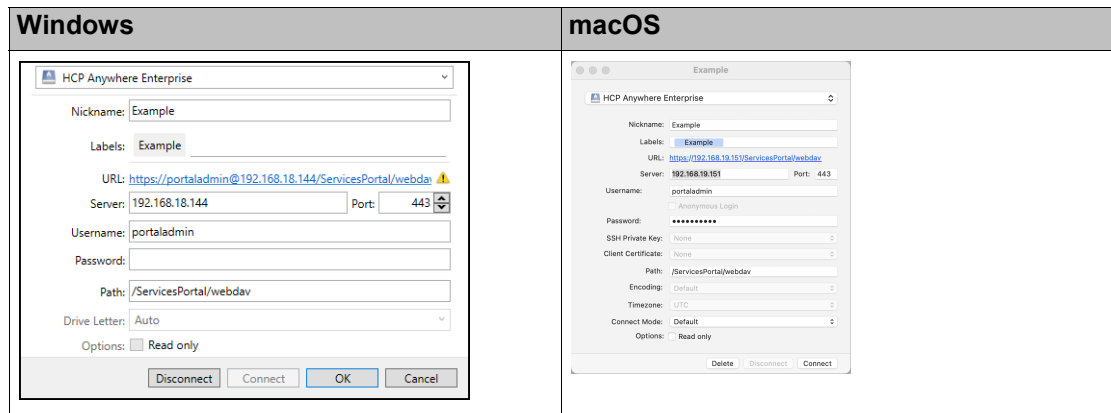 Windows
macOS
HCP Anywhere Enterprise
Nickname: Example
Labels: Example
URL: https://portaladmin@192.168.18.144/ServicesPortal/webdav
Server: 192.168.18.144 Port: 443
Username: portaladmin
Password:
Path: /ServicesPortal/webdav
Drive Letter: Auto
Options: Read only
Disconnect Connect OK Cancel
Example
HCP Anywhere Enterprise
Nickname: Example
Labels: Example
URL: https://192.168.19.151/ServicesPortal/webdav
Server: 192.168.19.151 Port: 443
Username: portaladmin
Anonymous Login
Password: ••••••••••
SSH Private Key: None
Client Certificate: None
Path: /ServicesPortal/webdav
Encoding: Default
Timezone: UTC
Connect Mode: Default
Options: Read only
Delete Disconnect Connect